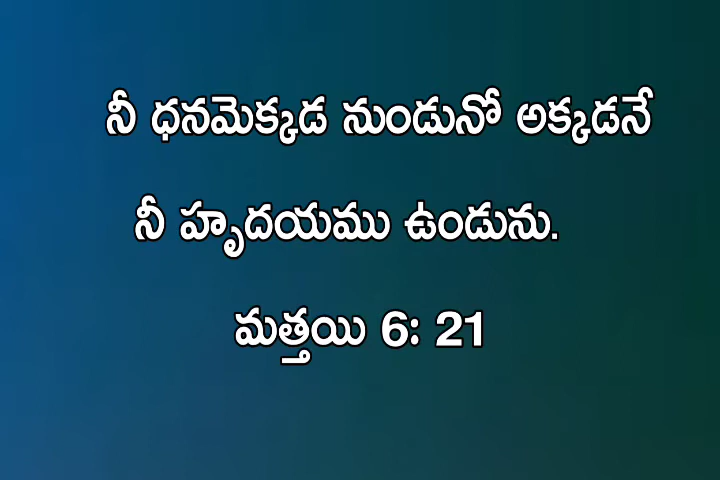 నీ ధనమెక్కడ నుండునో అక్కడనే
నీ హృదయము ఉండును.
మత్తయి 6: 21